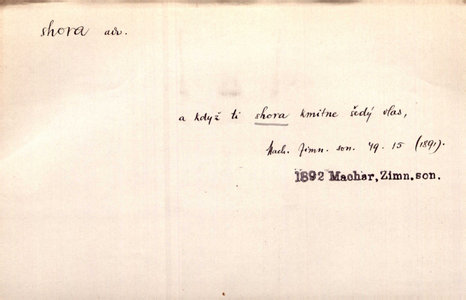 shora adv.
a když ti shora kmitne šedý vlas,
Mach. Zimn. son. 49. 15 (1891).
1892 Machar, Zimn. son.